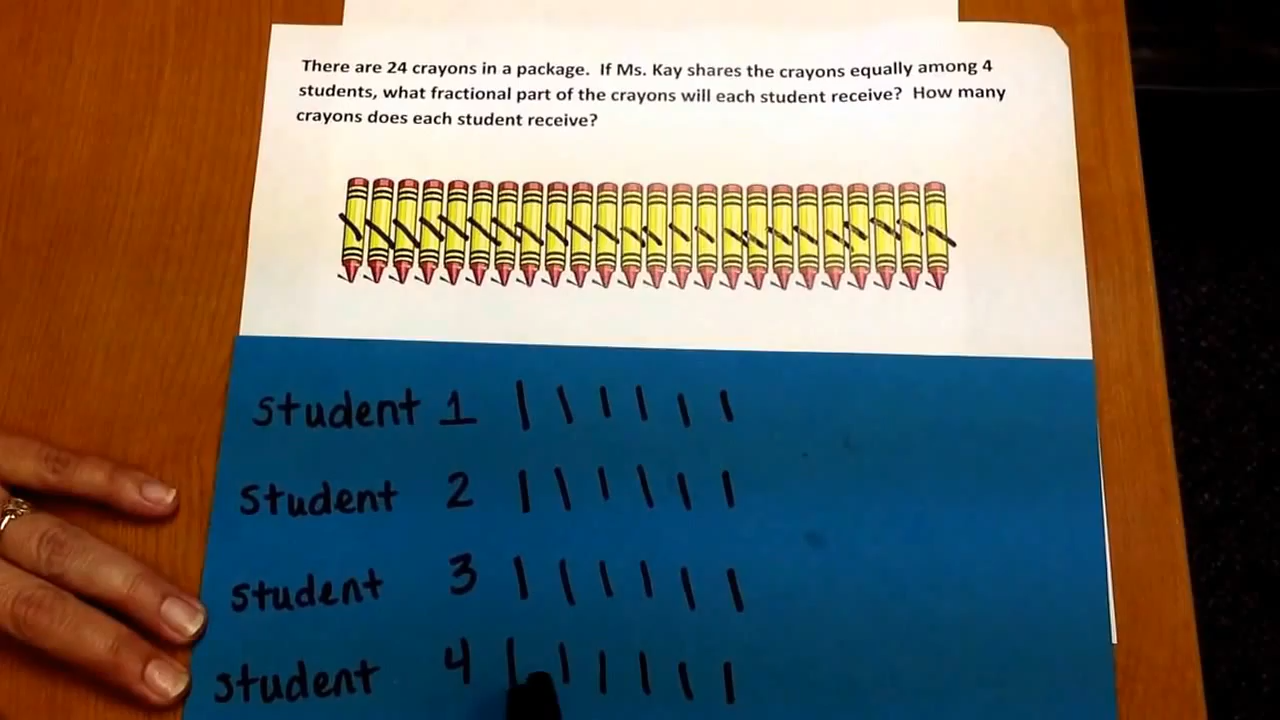 There are 24 crayons in a package. If Ms. Kay shares the crayons equally among 4
students, what fractional part of the crayons will each student receive? How many
crayons does each student receive?
Student 1
Student 2
Student 3
Student 4